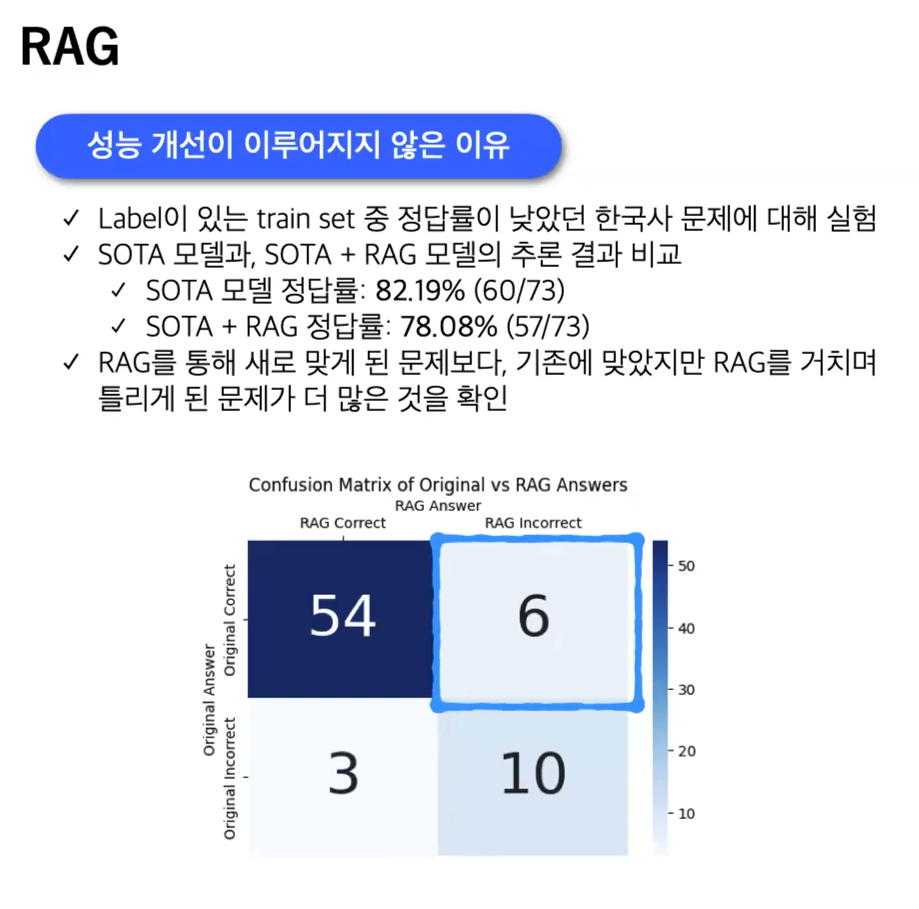 RAG
성능 개선이 이루어지지 않은 이유
✓ Label이 있는 train set 중 정답률이 낮았던 한국사 문제에 대해 실험
✓ SOTA 모델과, SOTA + RAG 모델의 추론 결과 비교
✓ SOTA 모델 정답률: 82.19% (60/73)
✓ SOTA + RAG 정답률: 78.08% (57/73)
✓ RAG를 통해 새로 맞게 된 문제보다, 기존에 맞았지만 RAG를 거치며
틀리게 된 문제가 더 많은 것을 확인
Confusion Matrix of Original vs RAG Answers
RAG Answer
RAG Correct RAG Incorrect
Original Answer
Original Correct
54 6
Original Incorrect
3 10
50
40
30
20
10